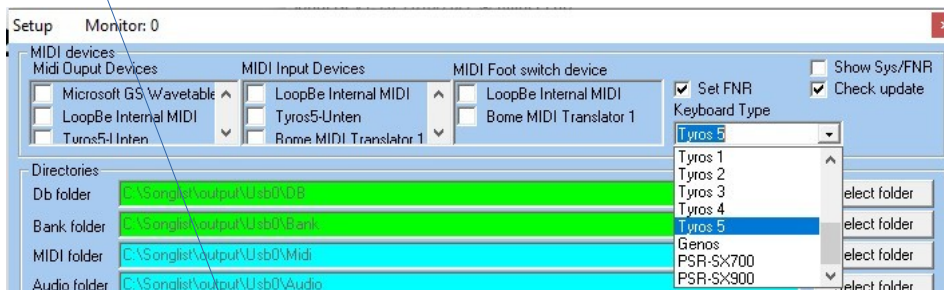 Setup Monitor: 0
MIDI devices
Midi Ouput Devices MIDI Input Devices MIDI Foot switch device
Show Sys/FNR
Set FNR
Check update
Microsoft GS Wavetable
LoopBe Internal MIDI
LoopBe Internal MIDI
LoopBe Internal MIDI
Tyros5-Unten
Bome MIDI Translator 1
Keyboard Type
Tyros5-Unten
Bome MIDI Translator 1
Tyros 5
Tyros 1
Tyros 2
Tyros 3
Tyros 4
Tyros 5
Genos
PSR-SX700
PSR-SX900
Directories
Db folder C:\Songlist\output\Usb0\DB elect folder
Bank folder C:\Songlist\output\Usb0\Bank elect folder
MIDI folder C:\Songlist\output\Usb0\Midi elect folder
Audio folder C:\Songlist\output\Usb0\Audio elect folder